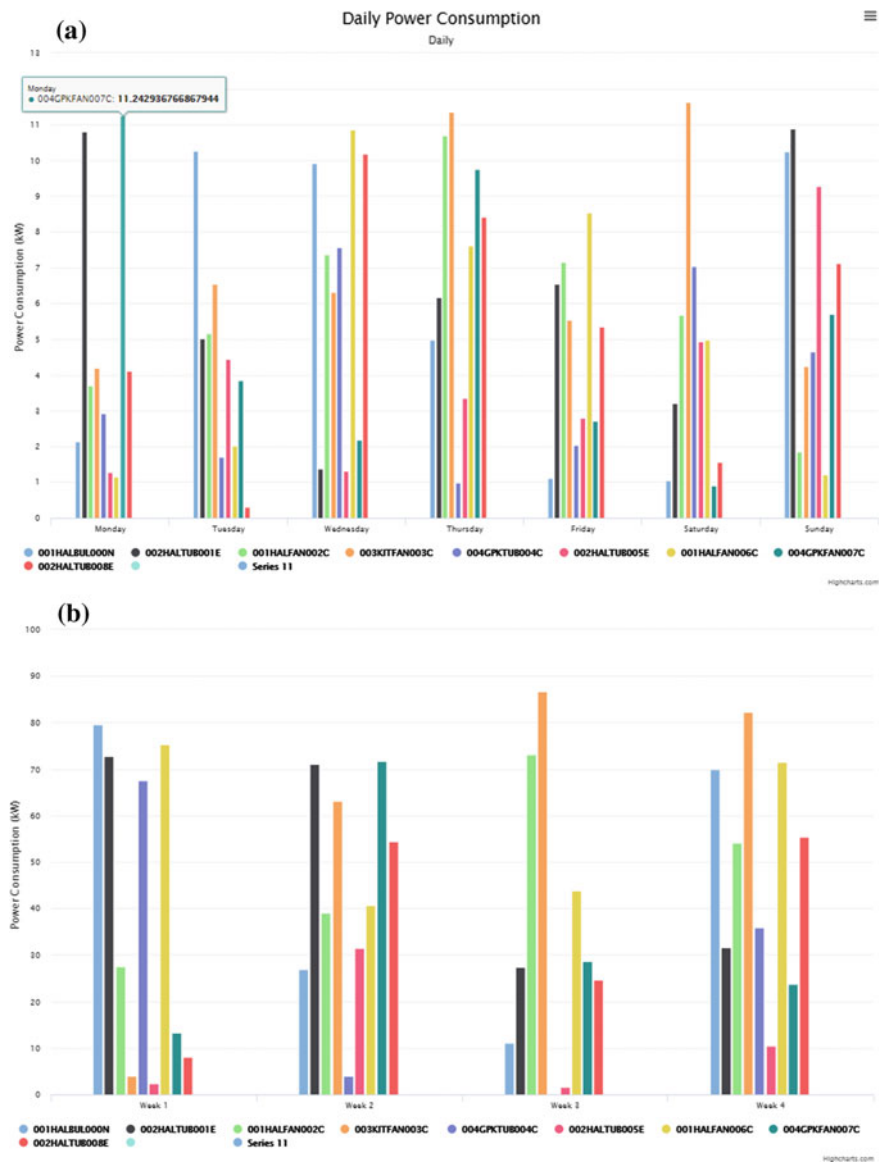 (a)
Daily Power Consumption
Daily
Monday
● 004GPKFAN007C: 11.242936766867944
Power Consumption (kW)
13
11
10
9
8
7
6
5
4
3
2
1
0
Monday Tuesday Wednesday Thursday Friday Saturday Sunday
001HALBUL000N 002HALTUB001E 001HALFAN002C 003KITFAN003C 004GPKTUB004C 002HALTUB005E 001HALFAN006C 004GPKFAN007C
002HALTUB008E Series 11
Highcharts.com
(b)
Power Consumption (kW)
100
90
80
70
60
50
40
30
20
10
0
Week 1 Week 2 Week 3 Week 4
001HALBUL000N 002HALTUB001E 001HALFAN002C 003KITFAN003C 004GPKTUB004C 002HALTUB005E 001HALFAN006C 004GPKFAN007C
002HALTUB008E Series 11
Highcharts.com